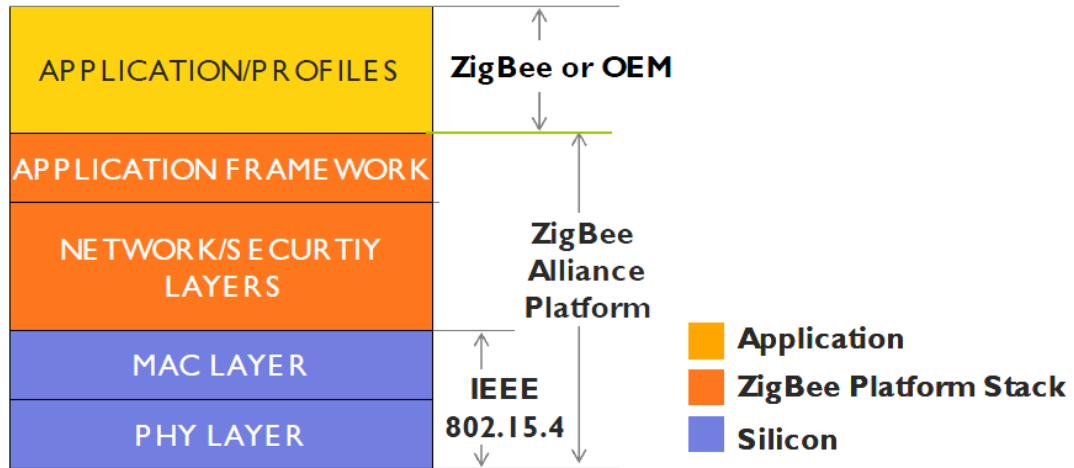 APPLICATION/PROFILES
ZigBee or OEM
APPLICATION FRAMEWORK
NETWORK/SECURTIY
LAYERS
ZigBee
Alliance
Platform
MAC LAYER
IEEE
802.15.4
PHY LAYER
Application
ZigBee Platform Stack
Silicon